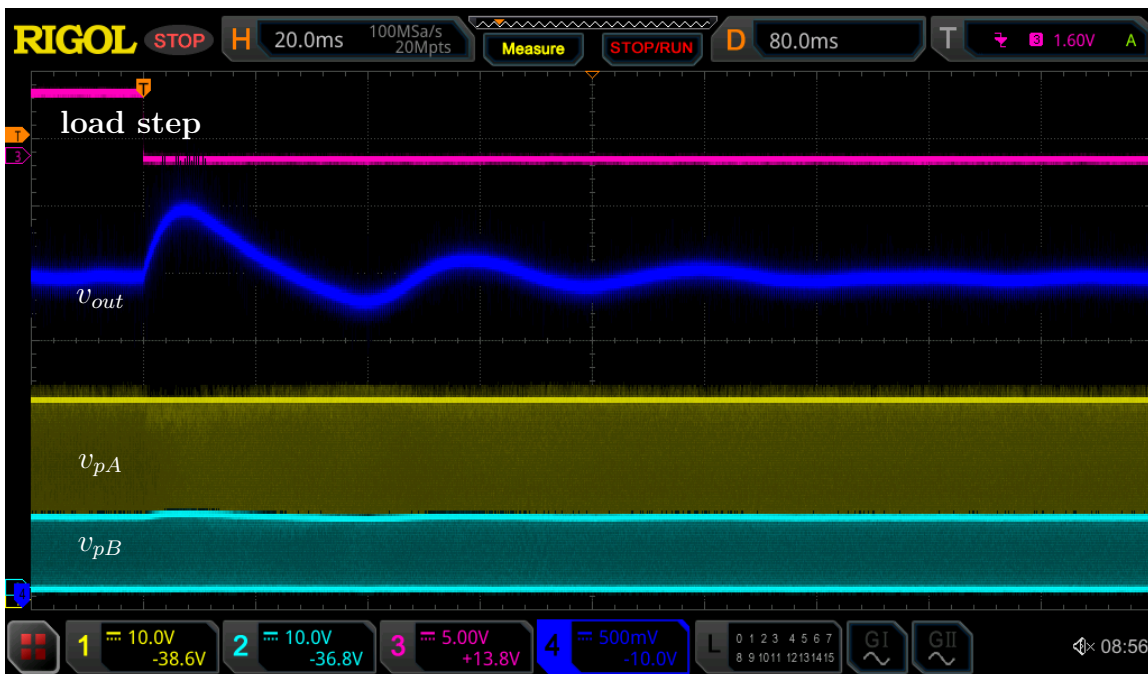 RIGOL STOP H 20.0ms 100MSa/s 20Mpts Measure STOP/RUN D 80.0ms T 3 1.60V A
T
load step
T
3
v_out
v_pA
v_pB
4
1 10.0V -38.6V 2 10.0V -36.8V 3 5.00V +13.8V 4 500mV -10.0V L 0 1 2 3 4 5 6 7 8 9 10 11 12 13 14 15 GI GII 08:56